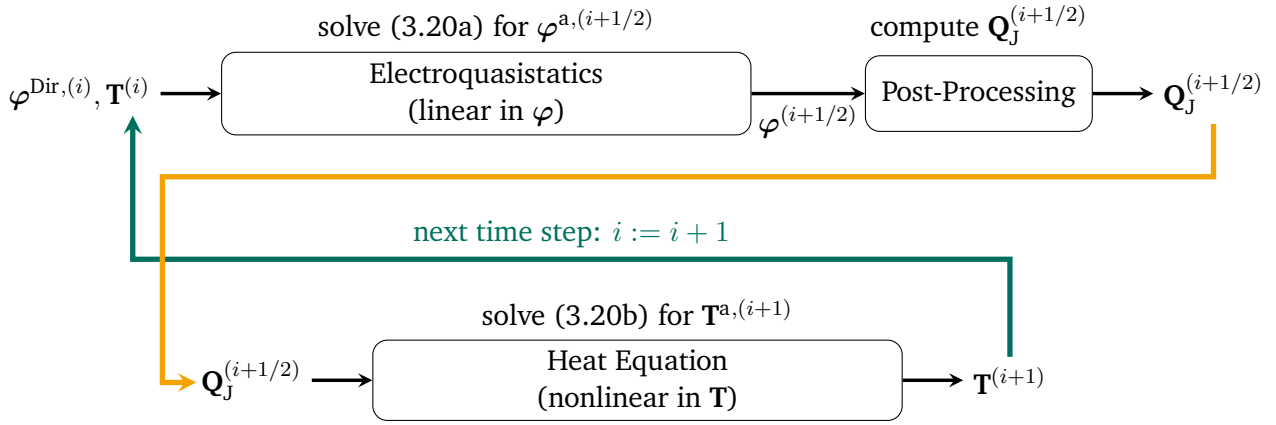 solve (3.20a) for φ^{a,(i+1/2)}
compute Q_J^{(i+1/2)}
φ^{Dir,(i)}, T^{(i)}
Electroquasistatics
(linear in φ)
φ^{(i+1/2)}
Post-Processing
Q_J^{(i+1/2)}
next time step: i := i + 1
solve (3.20b) for T^{a,(i+1)}
Q_J^{(i+1/2)}
Heat Equation
(nonlinear in T)
T^{(i+1)}